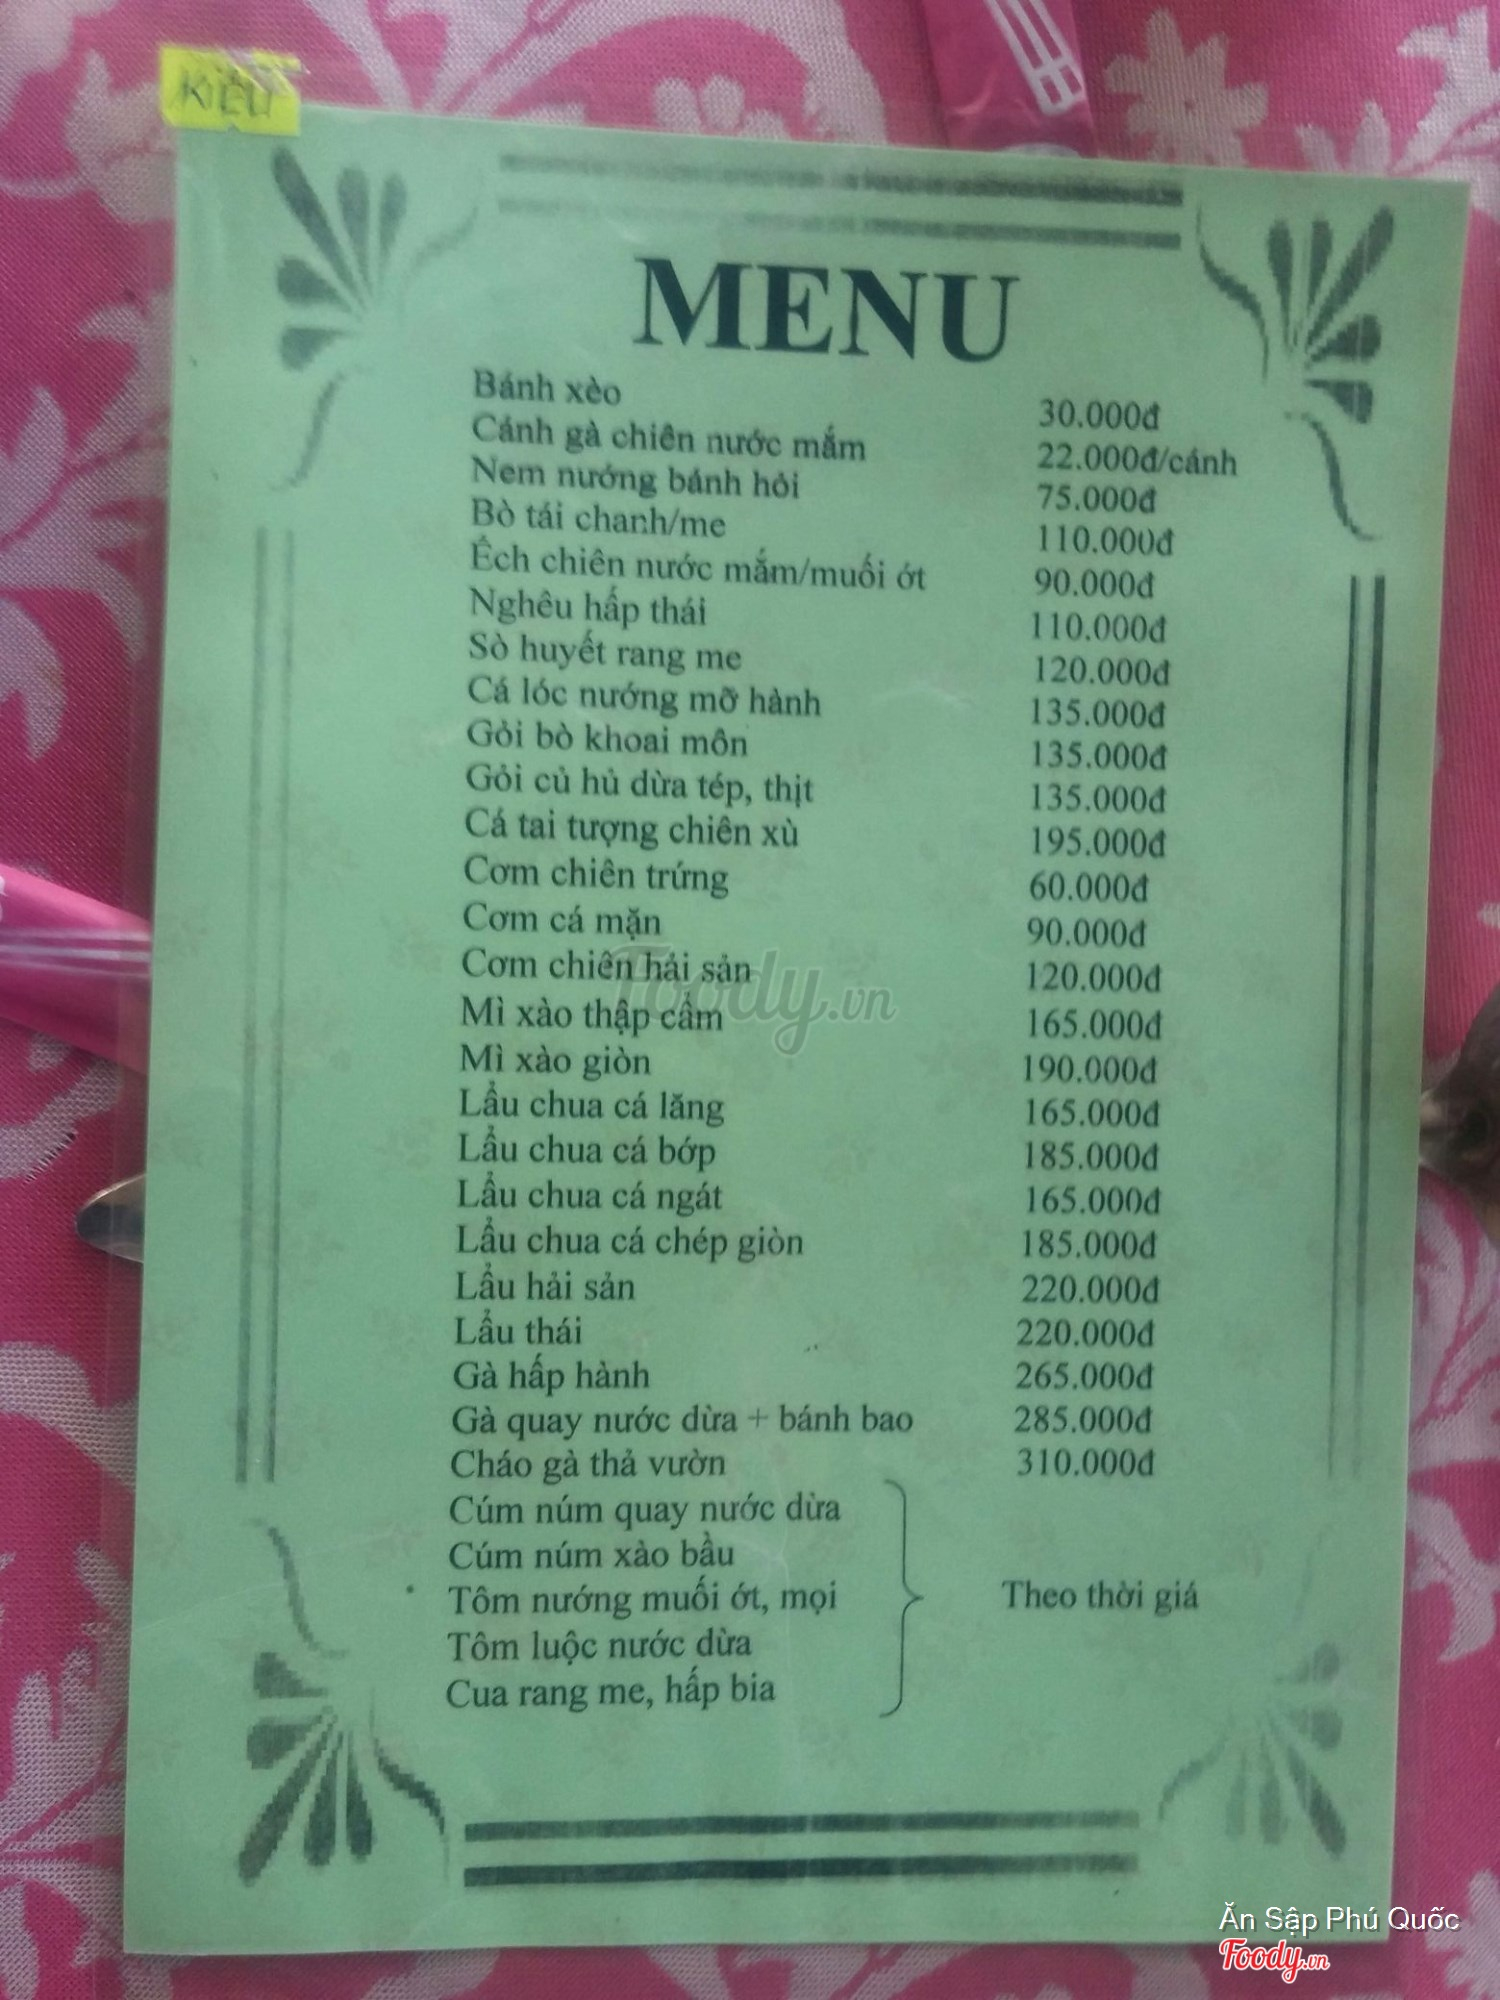 KIỀU
MENU
Bánh xèo 30.000đ
Cánh gà chiên nước mắm 22.000đ/cánh
Nem nướng bánh hỏi 75.000đ
Bò tái chanh/me 110.000đ
Êch chiên nước mắm/muối ớt 90.000đ
Nghêu hấp thái 110.000đ
Sò huyết rang me 120.000đ
Cá lóc nướng mỡ hành 135.000đ
Gỏi bò khoai môn 135.000đ
Gỏi củ hủ dừa tép, thịt 135.000đ
Cá tai tượng chiên xù 195.000đ
Cơm chiên trứng 60.000đ
Cơm cá mặn 90.000đ
Cơm chiên hải sản 120.000đ
Mì xào thập cẩm 165.000đ
Mì xào giòn 190.000đ
Lẩu chua cá lăng 165.000đ
Lẩu chua cá bớp 185.000đ
Lẩu chua cá ngát 165.000đ
Lẩu chua cá chép giòn 185.000đ
Lẩu hải sản 220.000đ
Lẩu thái 220.000đ
Gà hấp hành 265.000đ
Gà quay nước dừa + bánh bao 285.000đ
Cháo gà thả vườn 310.000đ
Cúm núm quay nước dừa
Cúm núm xào bầu
Tôm nướng muối ớt, mọi Theo thời giá
Tôm luộc nước dừa
Cua rang me, hấp bia
Foody.vn
Ăn Sập Phú Quốc
Foody.vn